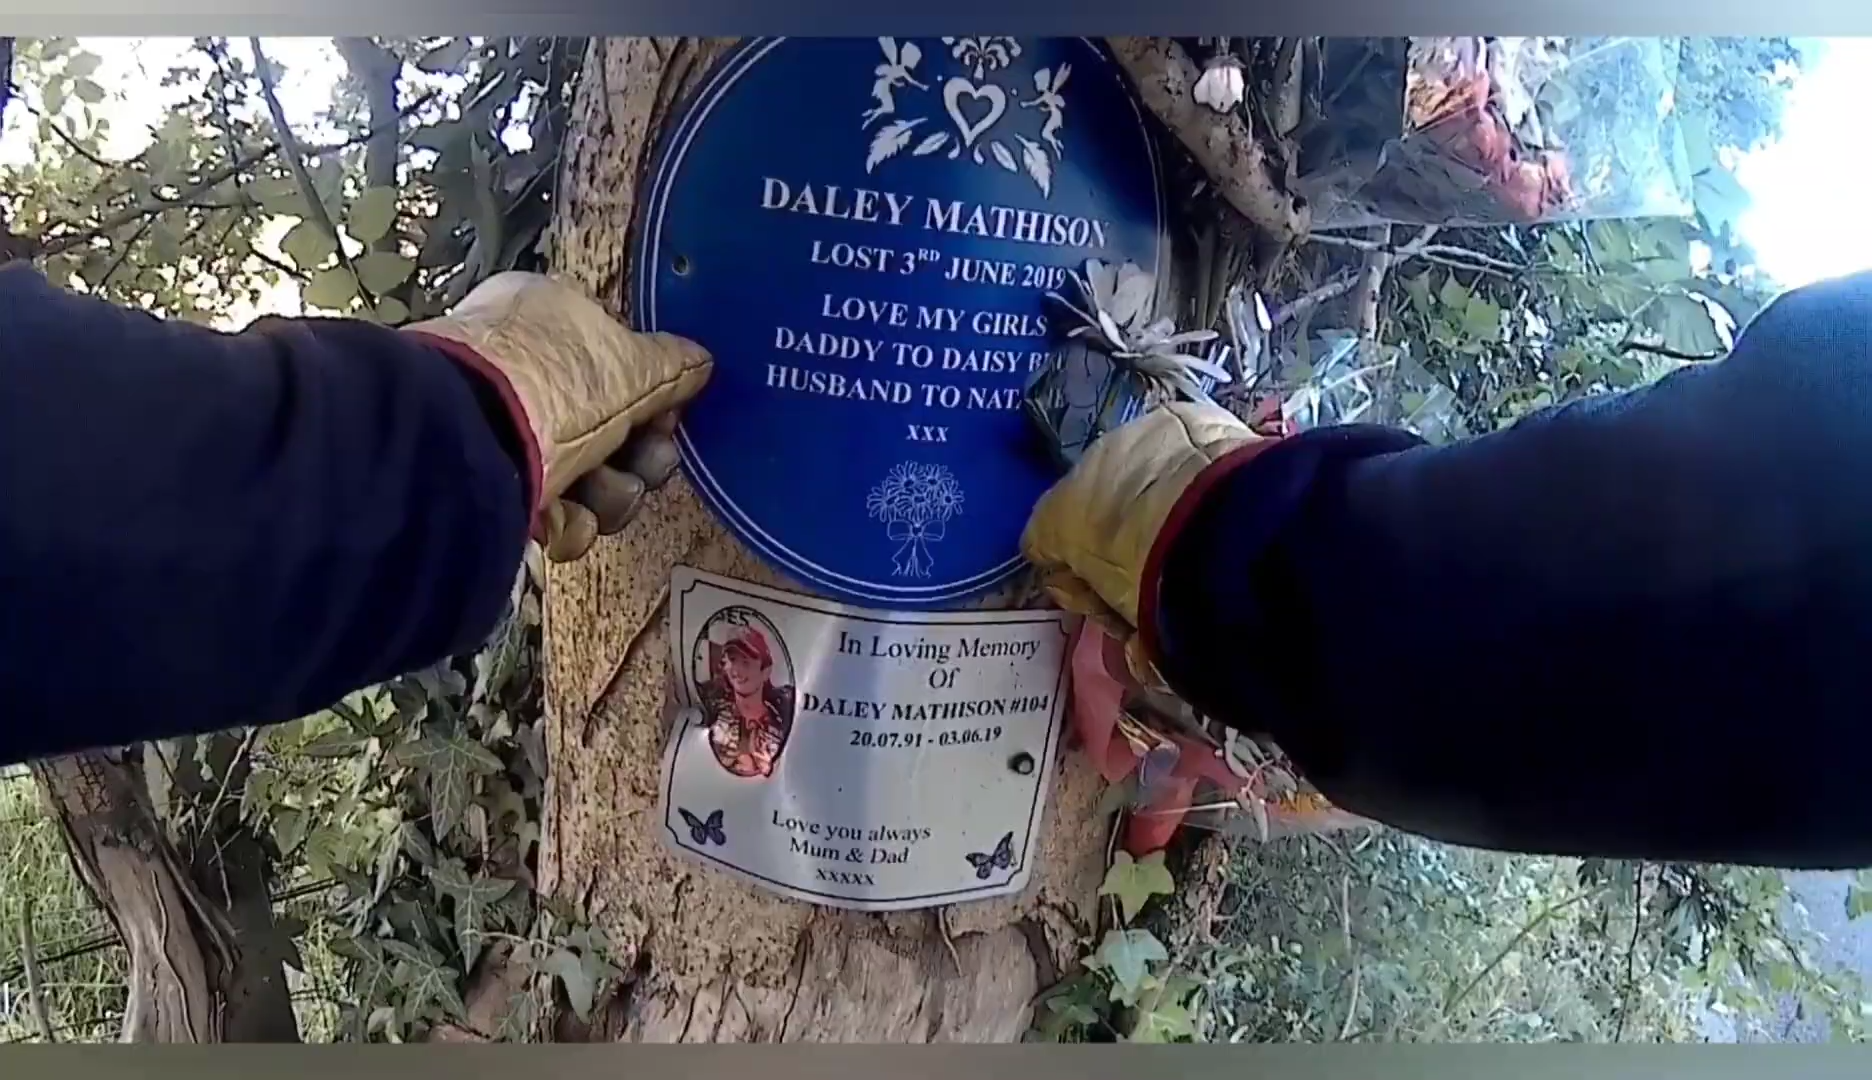 DALEY MATHISON
LOST 3RD JUNE 2019
LOVE MY GIRLS
DADDY TO DAISY
HUSBAND TO
xxx
In Loving Memory
Of
DALEY MATHISON #104
20.07.91 - 03.06.19
Love you always
Mum & Dad
xxxxx